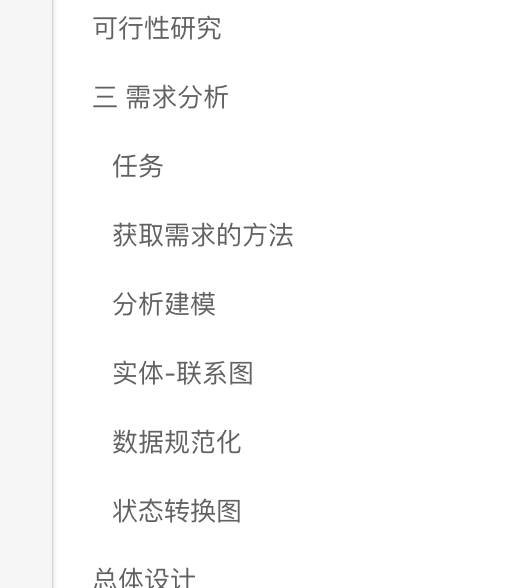 可行性研究
三 需求分析
任务
获取需求的方法
分析建模
实体-联系图
数据规范化
状态转换图
总体设计